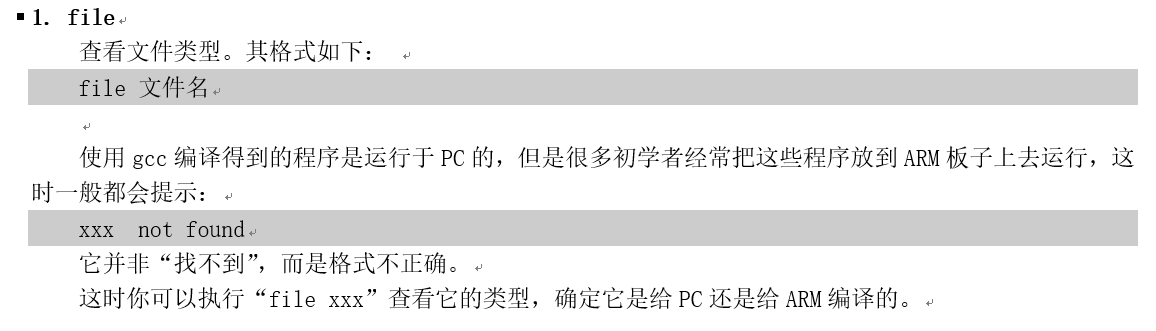 1. file
查看文件类型。其格式如下：
file 文件名
使用 gcc 编译得到的程序是运行于 PC 的，但是很多初学者经常把这些程序放到 ARM 板子上去运行，这
时一般都会提示：
xxx  not found
它并非“找不到”，而是格式不正确。
这时你可以执行“file xxx”查看它的类型，确定它是给 PC 还是给 ARM 编译的。